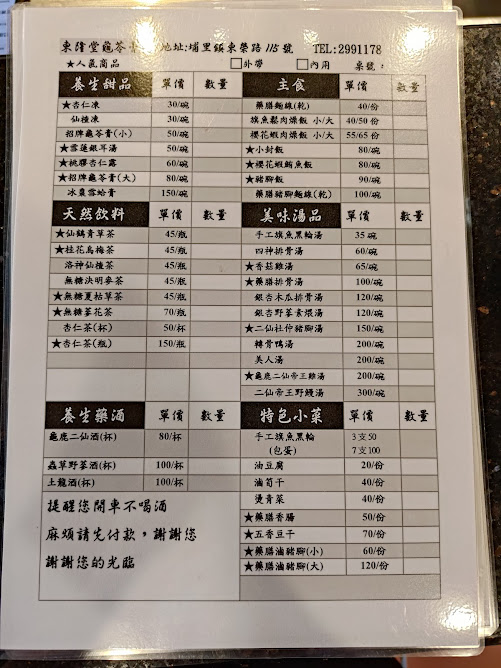 東隆堂龜苓 地址:埔里鎮東榮路 115 號 TEL:2991178
★人氣商品 □外帶 □內用 桌號:
養生甜品 單價 數量
★杏仁凍 30/碗
仙楂凍 30/碗
招牌龜苓膏(小) 50/碗
★雪蓮銀耳湯 50/碗
★桃膠杏仁露 60/碗
★招牌龜苓膏(大) 80/碗
冰棗雪蛤膏 150/碗
天然飲料 單價 數量
★仙鶴青草茶 45/瓶
★桂花烏梅茶 45/瓶
洛神仙楂茶 45/瓶
無糖決明麥茶 45/瓶
★無糖夏枯草茶 45/瓶
★無糖蔘花茶 70/瓶
杏仁茶(杯) 50/杯
★杏仁茶(瓶) 150/瓶
養生藥酒 單價 數量
龜鹿二仙酒(杯) 80/杯
蟲草野蔘酒(杯) 100/杯
土龍酒(杯) 100/杯
提醒您開車不喝酒
麻煩請先付款,謝謝您
謝謝您的光臨
主食
藥膳麵線(乾) 40/份
旗魚鬆肉燥飯 小/大 40/50 份
櫻花蝦肉燥飯 小/大 55/65 份
★小封飯 80/碗
★櫻花蝦鮪魚飯 80/碗
★豬腳飯 90/碗
藥膳豬腳麵線(乾) 100/碗
美味湯品 單價 數量
手工旗魚黑輪湯 35 碗
四神排骨湯 60/碗
★香菇雞湯 65/碗
★藥膳排骨湯 100/碗
銀杏木瓜排骨湯 120/碗
銀杏野蔘素煨湯 120/碗
★二仙杜仲豬腳湯 150/碗
轉骨鴨湯 200/碗
美人湯 200/碗
★龜鹿二仙帝王雞湯 200/碗
二仙帝王野鰻湯 300/碗
特色小菜 單價 數量
手工旗魚黑輪 3 支 50
(包蛋) 7 支 100
油豆腐 20/份
滷筍干 40/份
燙青菜 40/份
★藥膳香腸 50/份
★五香豆干 70/份
★藥膳滷豬腳(小) 60/份
★藥膳滷豬腳(大) 120/份